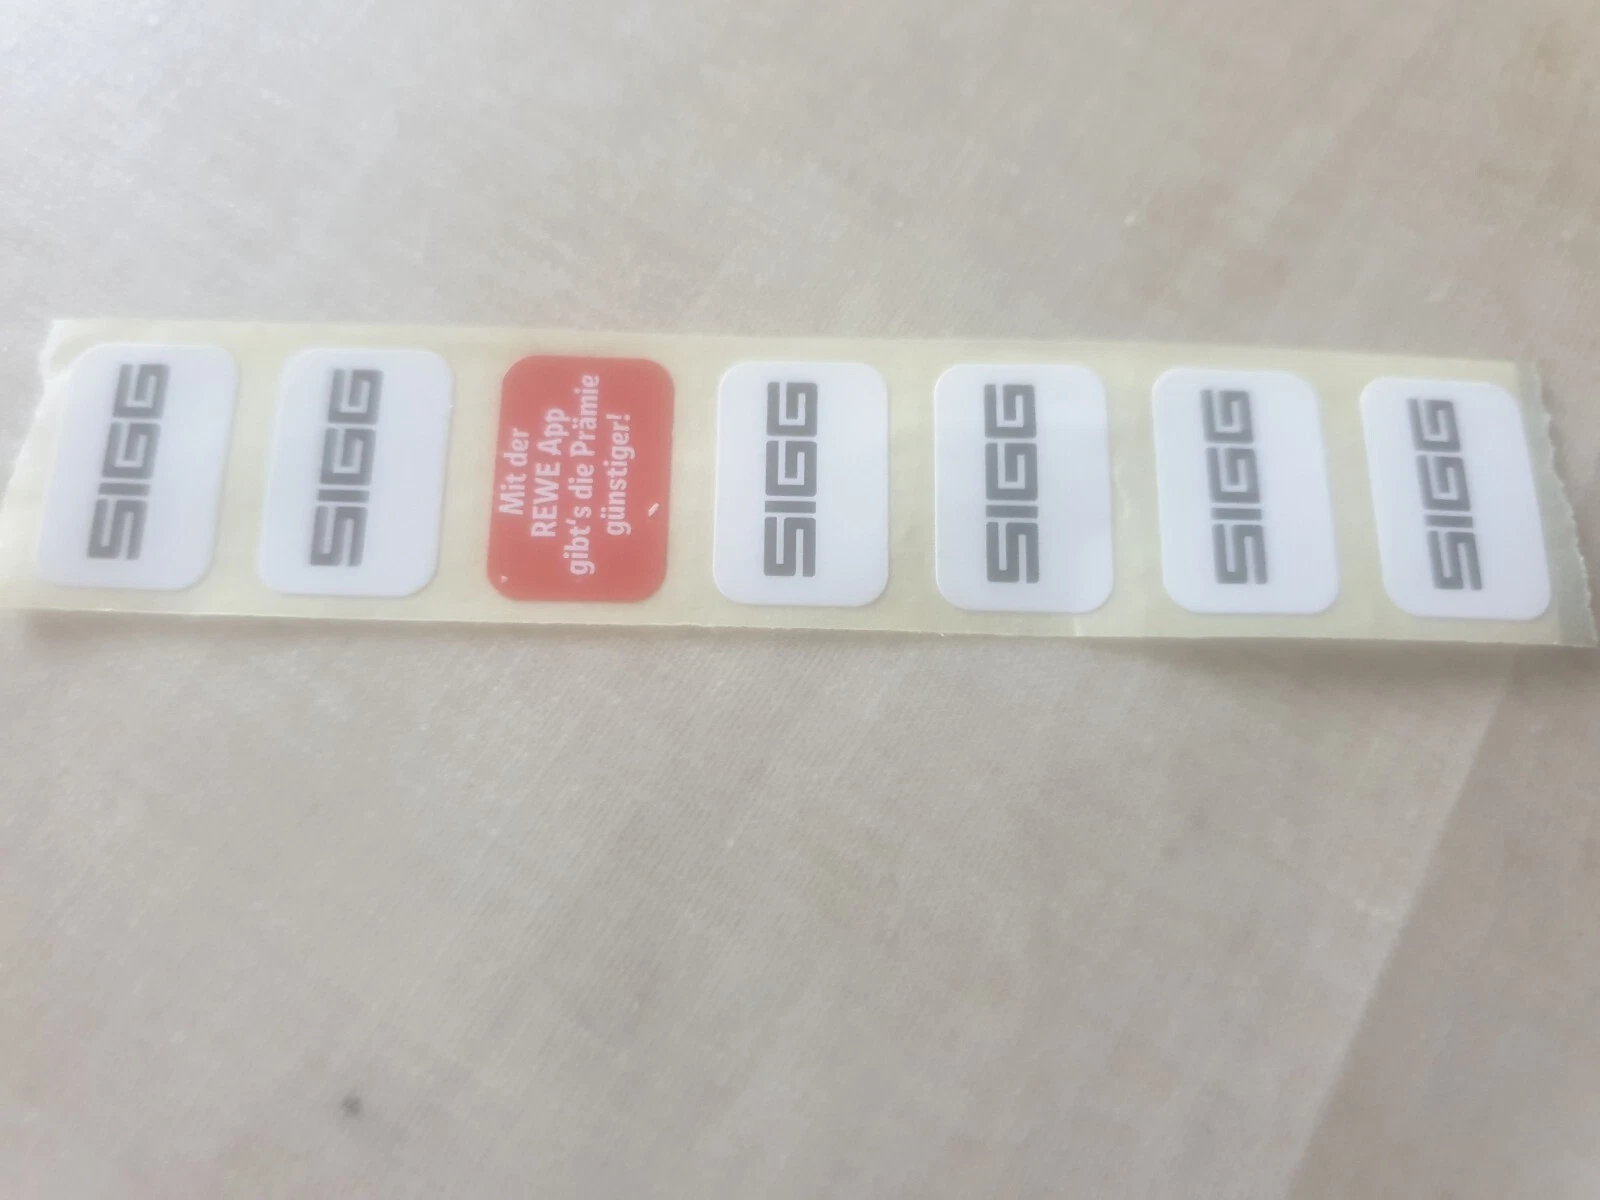 SIGG
SIGG
Mit der
REWE App
gibt's die Prämie
günstiger!
SIGG
SIGG
SIGG
SIGG